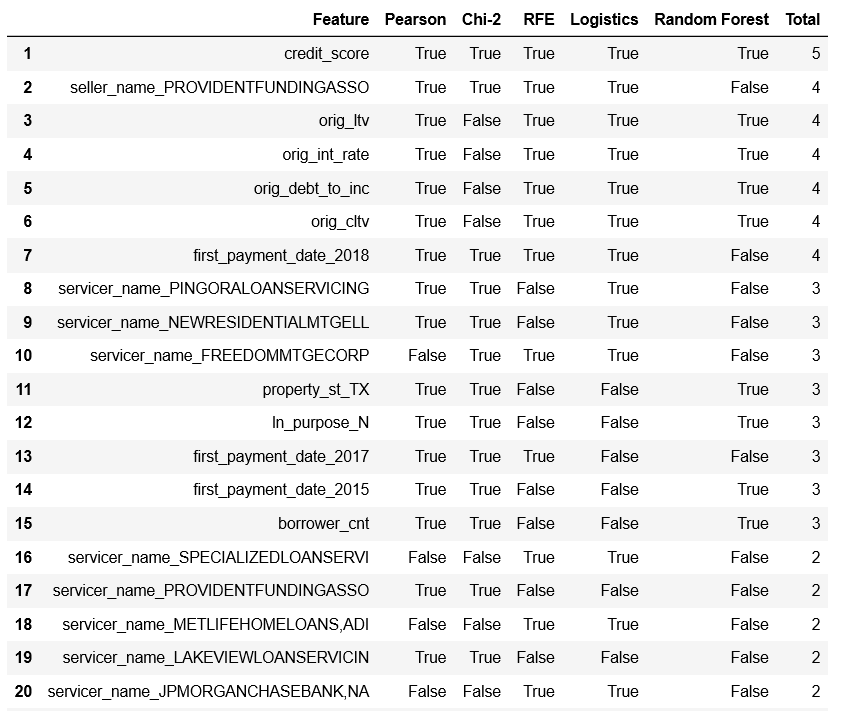 Feature Pearson Chi-2 RFE Logistics Random Forest Total
1 credit_score True True True True True 5
2 seller_name_PROVIDENTFUNDINGASSO True True True True False 4
3 orig_ltv True False True True True 4
4 orig_int_rate True False True True True 4
5 orig_debt_to_inc True False True True True 4
6 orig_cltv True False True True True 4
7 first_payment_date_2018 True True True True False 4
8 servicer_name_PINGORALOANSERVICING True True False True False 3
9 servicer_name_NEWRESIDENTIALMTGELL True True False True False 3
10 servicer_name_FREEDOMMTGECORP False True True True False 3
11 property_st_TX True True False False True 3
12 ln_purpose_N True True False False True 3
13 first_payment_date_2017 True True True False False 3
14 first_payment_date_2015 True True False False True 3
15 borrower_cnt True True False False True 3
16 servicer_name_SPECIALIZEDLOANSERVI False False True True False 2
17 servicer_name_PROVIDENTFUNDINGASSO True True False False False 2
18 servicer_name_METLIFEHOMELOANS,ADI False False True True False 2
19 servicer_name_LAKEVIEWLOANSERVICIN True True False False False 2
20 servicer_name_JPMORGANCHASEBANK,NA False False True True False 2